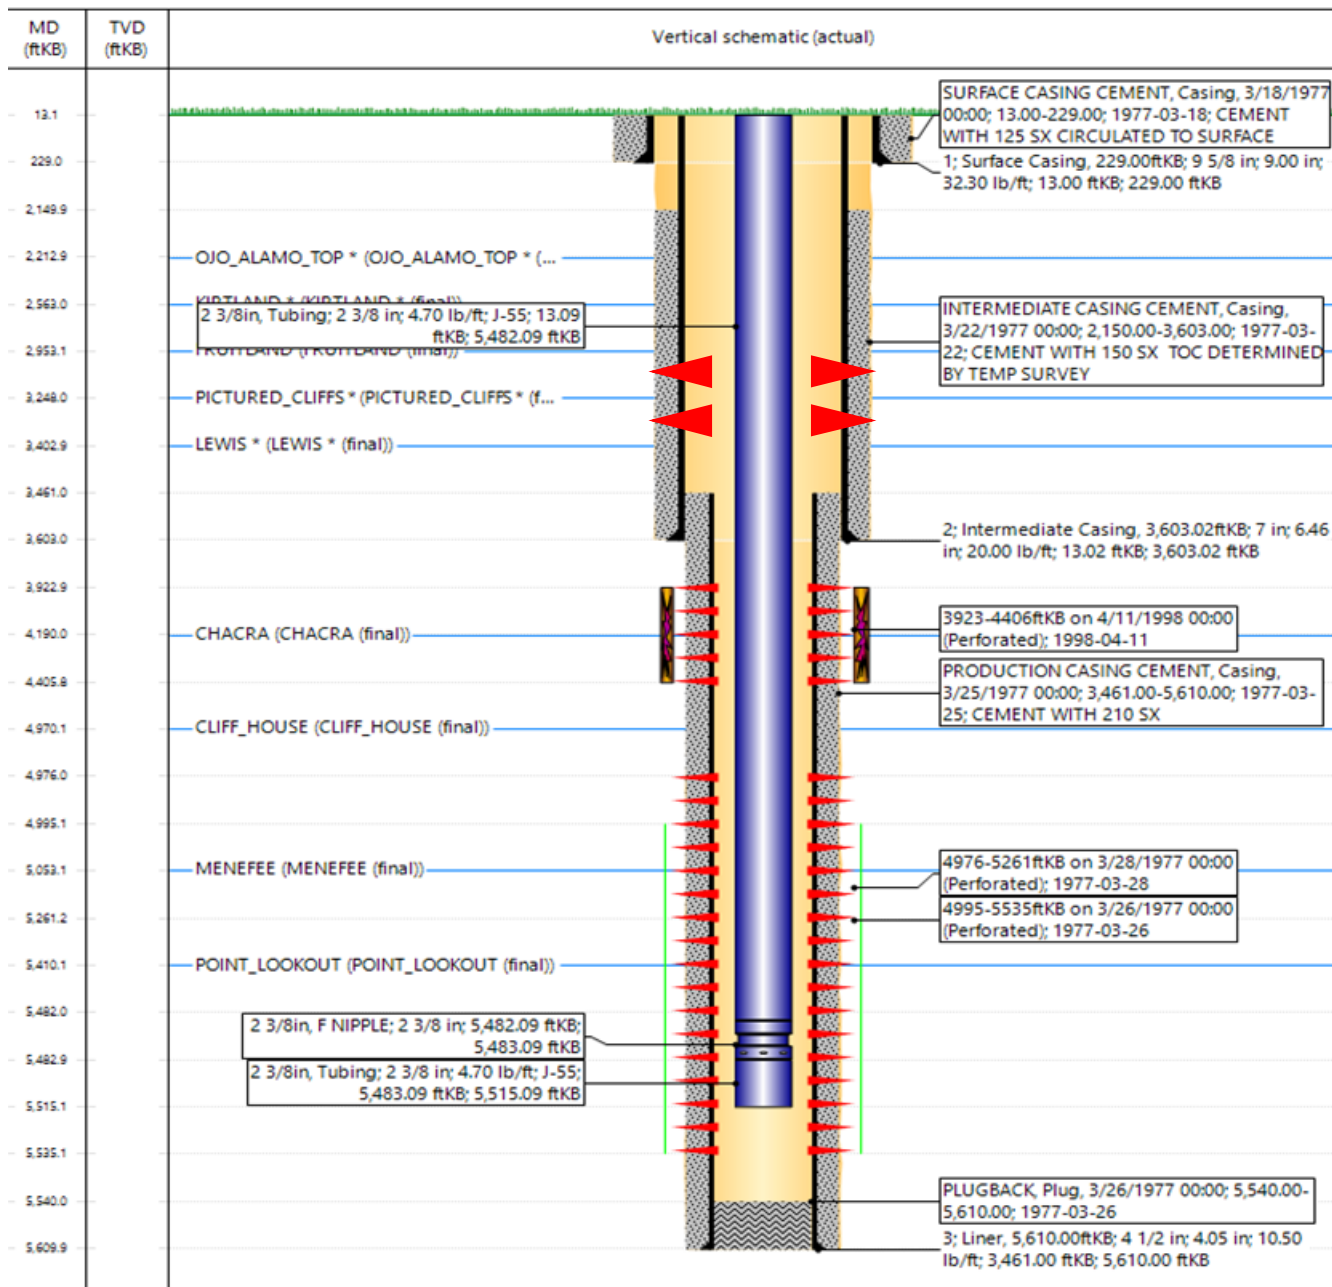 MD
(ftKB)
TVD
(ftKB)
Vertical schematic (actual)
13.1
229.0
2,149.9
2,212.9
2,563.0
2,953.1
3,248.0
3,402.9
3,461.0
3,603.0
3,922.9
4,190.0
4,405.8
4,970.1
4,976.0
4,995.1
5,053.1
5,261.2
5,410.1
5,482.0
5,482.9
5,515.1
5,535.1
5,540.0
5,609.9
OJO_ALAMO_TOP * (OJO_ALAMO_TOP * (...
KIRTLAND * (KIRTLAND * (final))
2 3/8in, Tubing; 2 3/8 in; 4.70 lb/ft; J-55; 13.09
ftKB; 5,482.09 ftKB
FRUITLAND (FRUITLAND (final))
PICTURED_CLIFFS * (PICTURED_CLIFFS * (f...
LEWIS * (LEWIS * (final))
CHACRA (CHACRA (final))
CLIFF_HOUSE (CLIFF_HOUSE (final))
MENEFEE (MENEFEE (final))
POINT_LOOKOUT (POINT_LOOKOUT (final))
2 3/8in, F NIPPLE; 2 3/8 in; 5,482.09 ftKB;
5,483.09 ftKB
2 3/8in, Tubing; 2 3/8 in; 4.70 lb/ft; J-55;
5,483.09 ftKB; 5,515.09 ftKB
SURFACE CASING CEMENT, Casing, 3/18/1977
00:00; 13.00-229.00; 1977-03-18; CEMENT
WITH 125 SX CIRCULATED TO SURFACE
1; Surface Casing, 229.00ftKB; 9 5/8 in; 9.00 in;
32.30 lb/ft; 13.00 ftKB; 229.00 ftKB
INTERMEDIATE CASING CEMENT, Casing,
3/22/1977 00:00; 2,150.00-3,603.00; 1977-03-
22; CEMENT WITH 150 SX TOC DETERMINED
BY TEMP SURVEY
2; Intermediate Casing, 3,603.02ftKB; 7 in; 6.46
in; 20.00 lb/ft; 13.02 ftKB; 3,603.02 ftKB
3923-4406ftKB on 4/11/1998 00:00
(Perforated); 1998-04-11
PRODUCTION CASING CEMENT, Casing,
3/25/1977 00:00; 3,461.00-5,610.00; 1977-03-
25; CEMENT WITH 210 SX
4976-5261ftKB on 3/28/1977 00:00
(Perforated); 1977-03-28
4995-5535ftKB on 3/26/1977 00:00
(Perforated); 1977-03-26
PLUGBACK, Plug, 3/26/1977 00:00; 5,540.00-
5,610.00; 1977-03-26
3; Liner, 5,610.00ftKB; 4 1/2 in; 4.05 in; 10.50
lb/ft; 3,461.00 ftKB; 5,610.00 ftKB